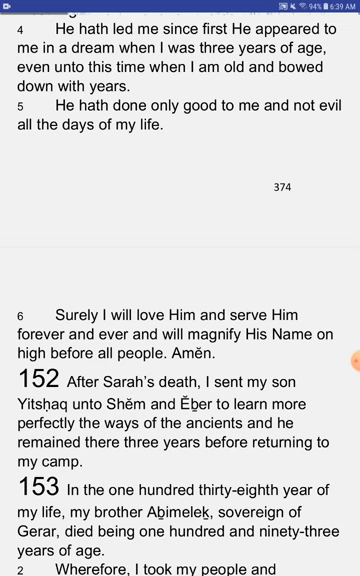 94% 6:39 AM
4 He hath led me since first He appeared to
me in a dream when I was three years of age,
even unto this time when I am old and bowed
down with years.
5 He hath done only good to me and not evil
all the days of my life.
374
6 Surely I will love Him and serve Him
forever and ever and will magnify His Name on
high before all people. Amĕn.
152 After Sarah’s death, I sent my son
Yitsḥaq unto Shĕm and Ĕḇer to learn more
perfectly the ways of the ancients and he
remained there three years before returning to
my camp.
153 In the one hundred thirty-eighth year of
my life, my brother Aḇimeleḵ, sovereign of
Gerar, died being one hundred and ninety-three
years of age.
2 Wherefore, I took my people and